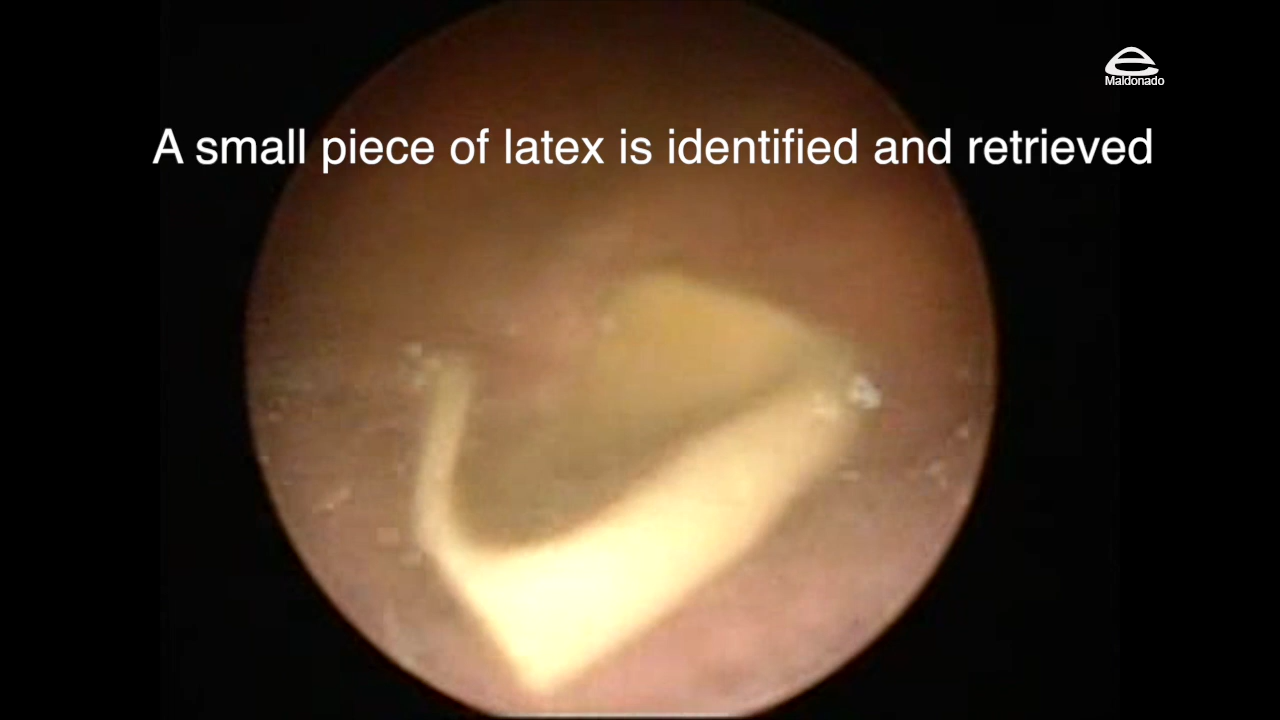 Maldonado
A small piece of latex is identified and retrieved